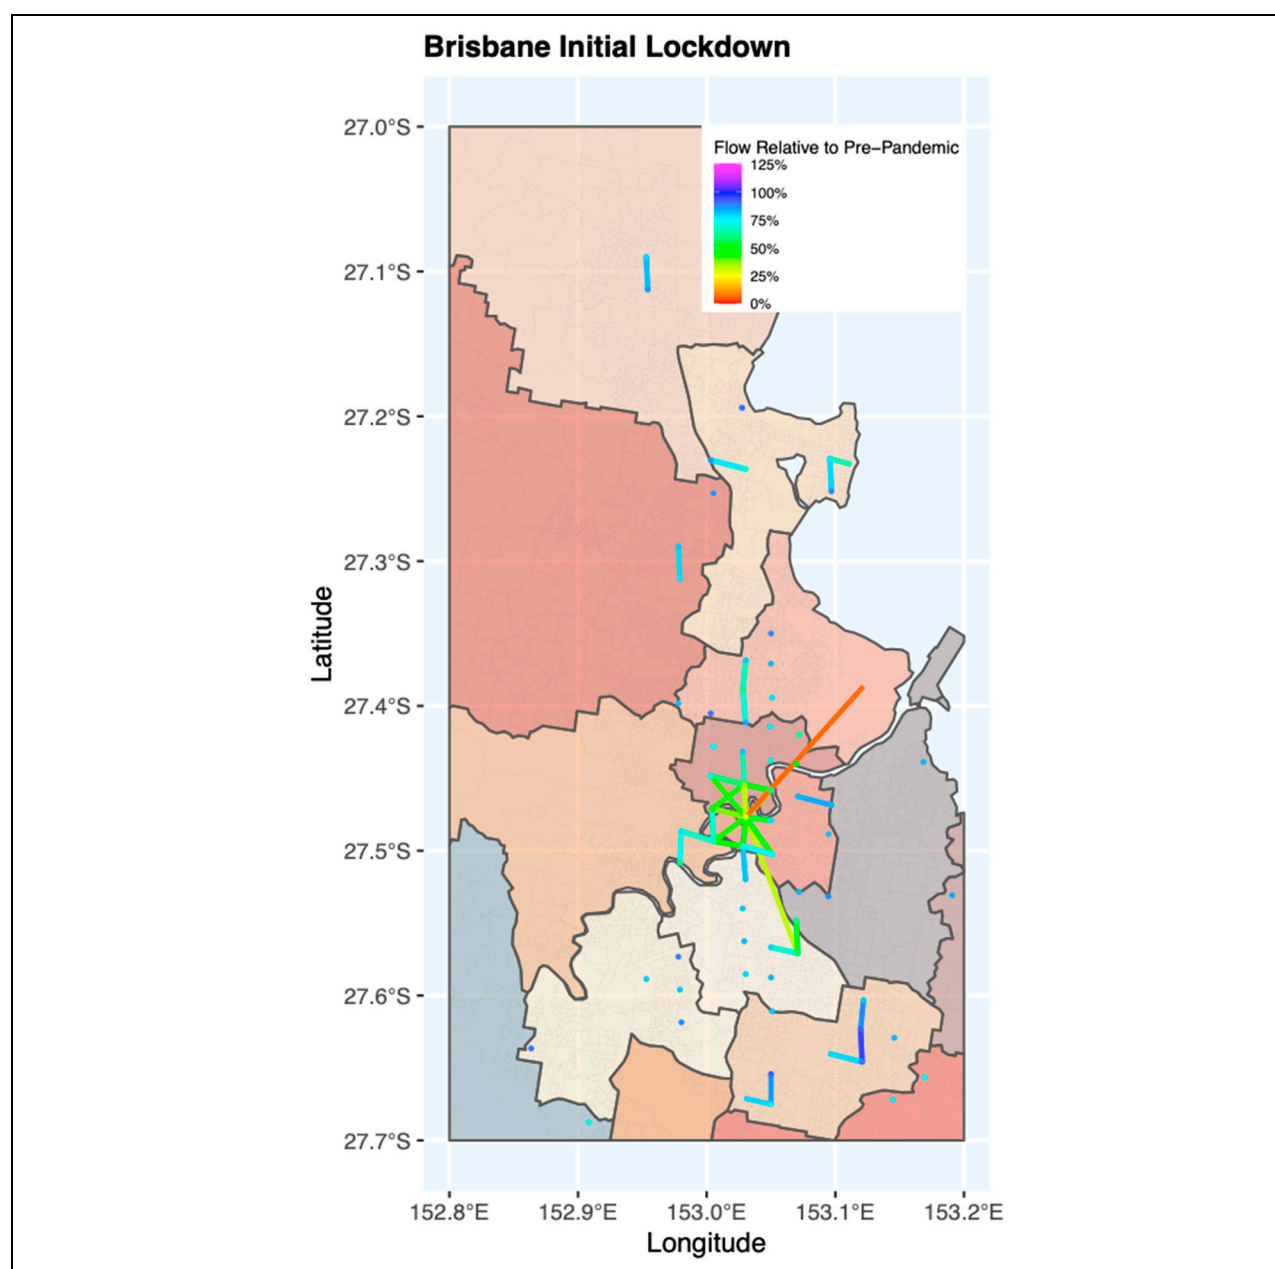 Brisbane Initial Lockdown
Flow Relative to Pre-Pandemic
125%
100%
75%
50%
25%
0%
27.0°S
27.1°S
27.2°S
27.3°S
27.4°S
27.5°S
27.6°S
27.7°S
Latitude
152.8°E 152.9°E 153.0°E 153.1°E 153.2°E
Longitude